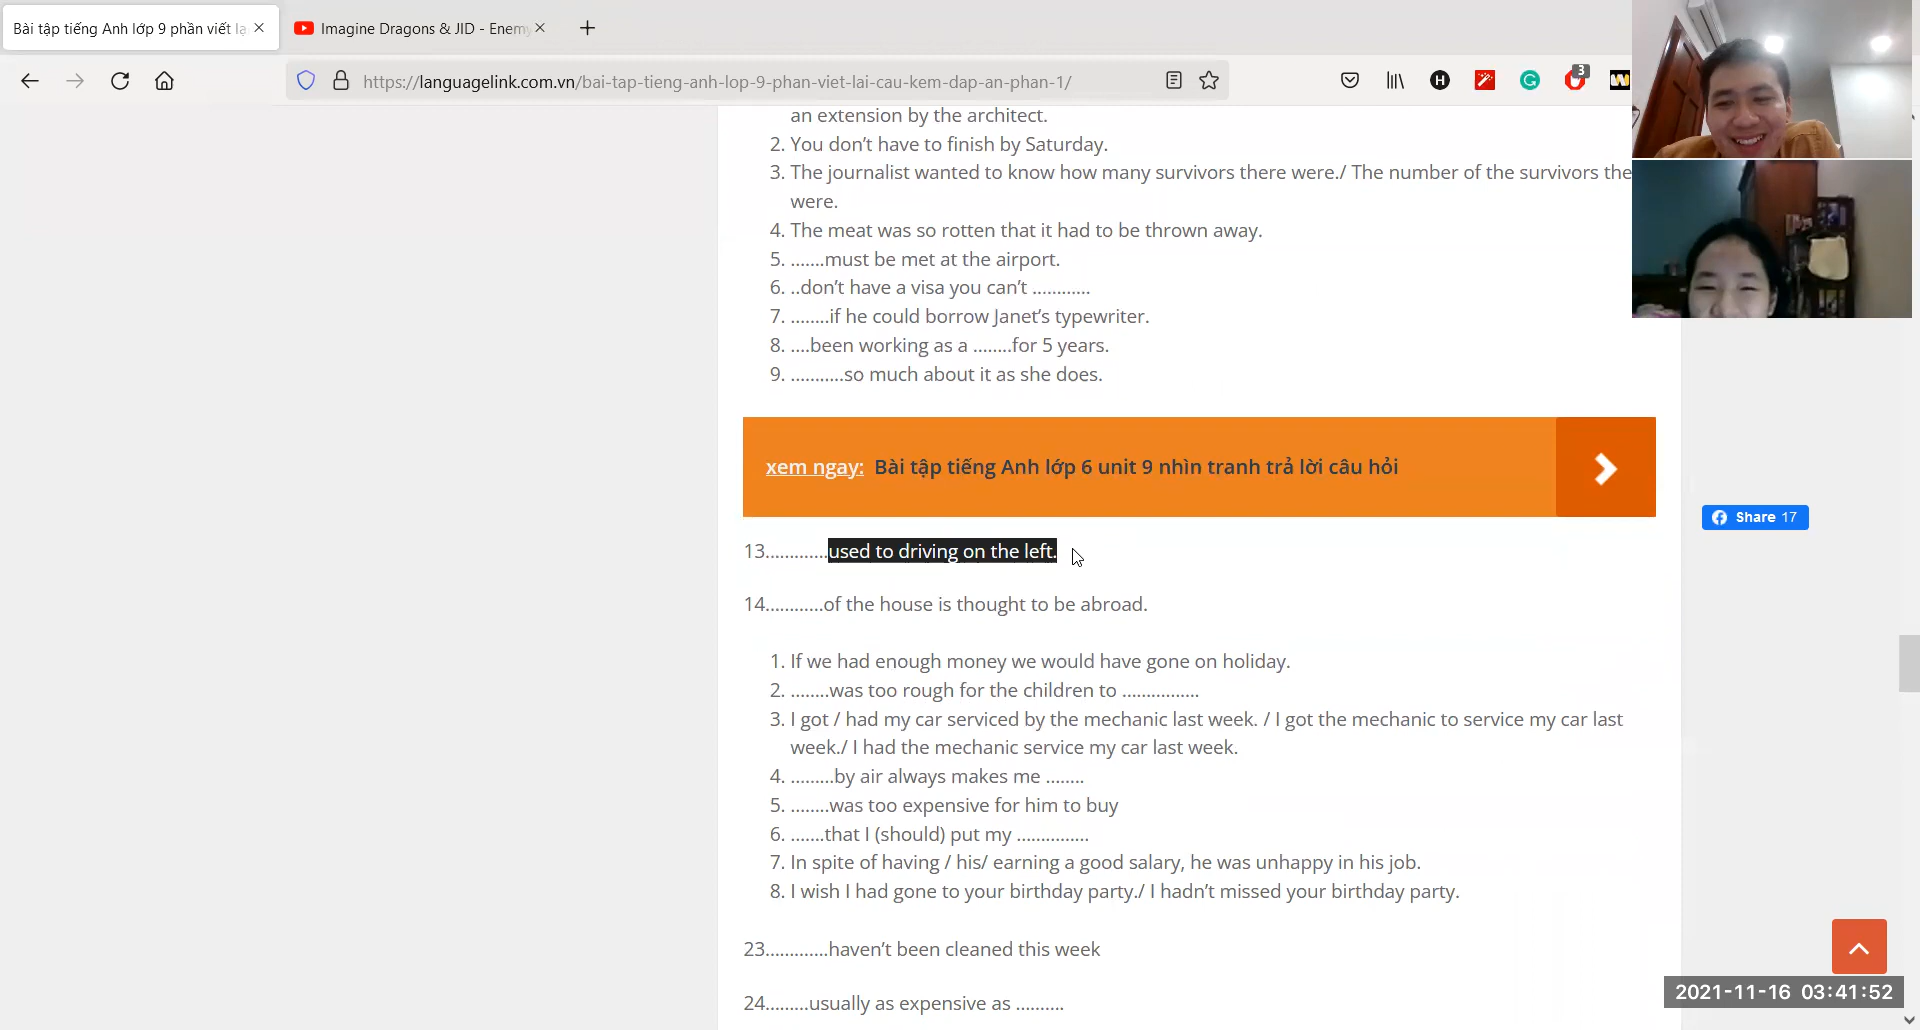 Bài tập tiếng Anh lớp 9 phần viết lạ
Imagine Dragons & JID - Enemy
https://languagelink.com.vn/bai-tap-tieng-anh-lop-9-phan-viet-lai-cau-kem-dap-an-phan-1/
3
an extension by the architect.
2. You don’t have to finish by Saturday.
3. The journalist wanted to know how many survivors there were./ The number of the survivors the
were.
4. The meat was so rotten that it had to be thrown away.
5. …….must be met at the airport.
6. ..don’t have a visa you can’t …………
7. ……..if he could borrow Janet’s typewriter.
8. ….been working as a ……..for 5 years.
9. ………..so much about it as she does.
xem ngay: Bài tập tiếng Anh lớp 6 unit 9 nhìn tranh trả lời câu hỏi
Share 17
13………….used to driving on the left.
14…………of the house is thought to be abroad.
1. If we had enough money we would have gone on holiday.
2. ……..was too rough for the children to …………….
3. I got / had my car serviced by the mechanic last week. / I got the mechanic to service my car last
week./ I had the mechanic service my car last week.
4. ………by air always makes me ……..
5. ……..was too expensive for him to buy
6. …….that I (should) put my ……………
7. In spite of having / his/ earning a good salary, he was unhappy in his job.
8. I wish I had gone to your birthday party./ I hadn’t missed your birthday party.
23………….haven’t been cleaned this week
24………usually as expensive as ……….
2021-11-16 03:41:52